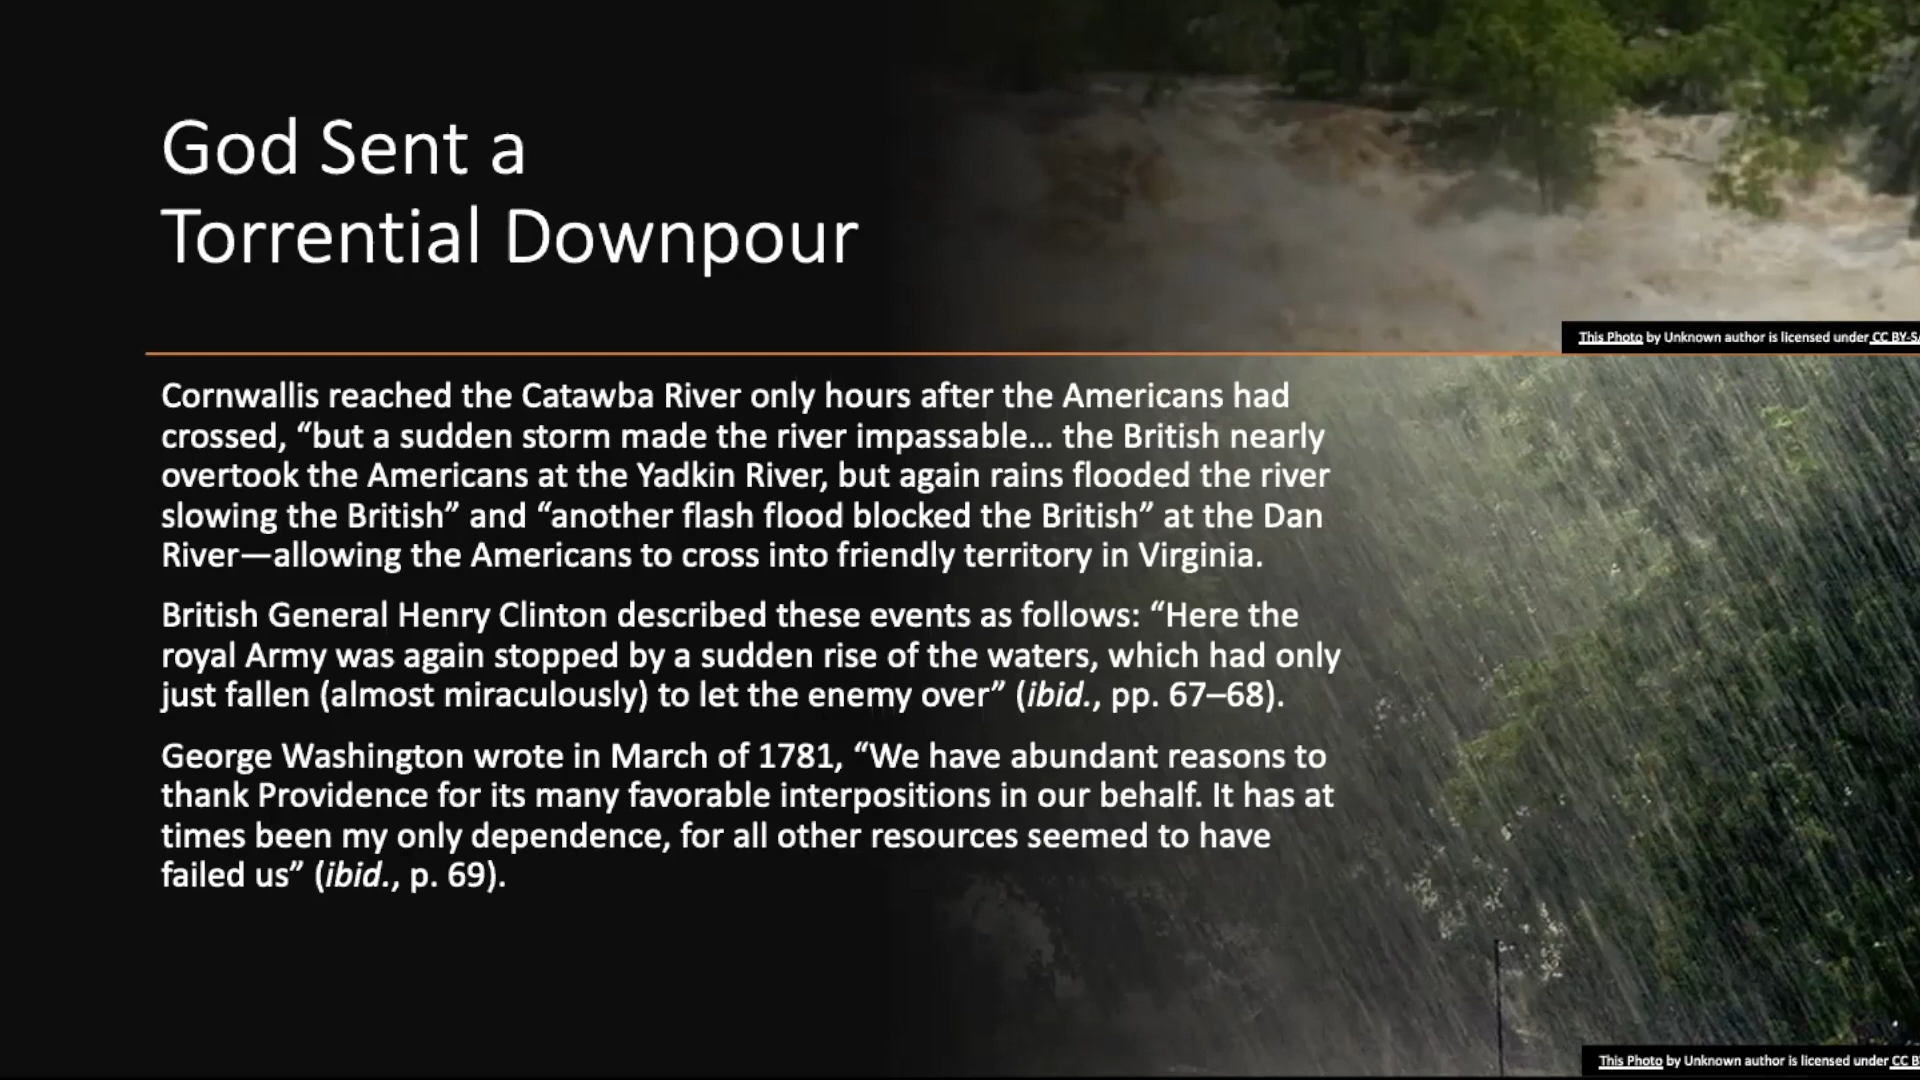 God Sent a
Torrential Downpour
This Photo by Unknown author is licensed under CC BY-SA
Cornwallis reached the Catawba River only hours after the Americans had
crossed, “but a sudden storm made the river impassable… the British nearly
overtook the Americans at the Yadkin River, but again rains flooded the river
slowing the British” and “another flash flood blocked the British” at the Dan
River—allowing the Americans to cross into friendly territory in Virginia.
British General Henry Clinton described these events as follows: “Here the
royal Army was again stopped by a sudden rise of the waters, which had only
just fallen (almost miraculously) to let the enemy over” (ibid., pp. 67–68).
George Washington wrote in March of 1781, “We have abundant reasons to
thank Providence for its many favorable interpositions in our behalf. It has at
times been my only dependence, for all other resources seemed to have
failed us” (ibid., p. 69).
This Photo by Unknown author is licensed under CC